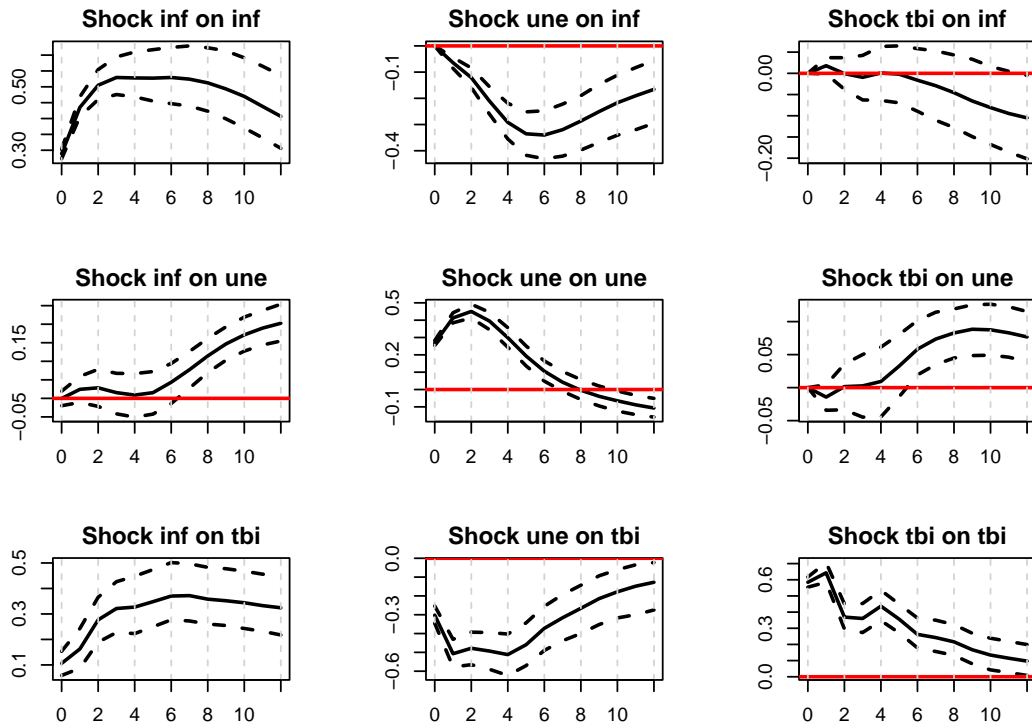 Shock inf on inf
0.30 0.50
0 2 4 6 8 10
Shock une on inf
−0.4 −0.1
0 2 4 6 8 10
Shock tbi on inf
−0.20 0.00
0 2 4 6 8 10
Shock inf on une
−0.05 0.15
0 2 4 6 8 10
Shock une on une
−0.1 0.2 0.5
0 2 4 6 8 10
Shock tbi on une
−0.05 0.05
0 2 4 6 8 10
Shock inf on tbi
0.1 0.3 0.5
0 2 4 6 8 10
Shock une on tbi
−0.6 −0.3 0.0
0 2 4 6 8 10
Shock tbi on tbi
0.0 0.3 0.6
0 2 4 6 8 10